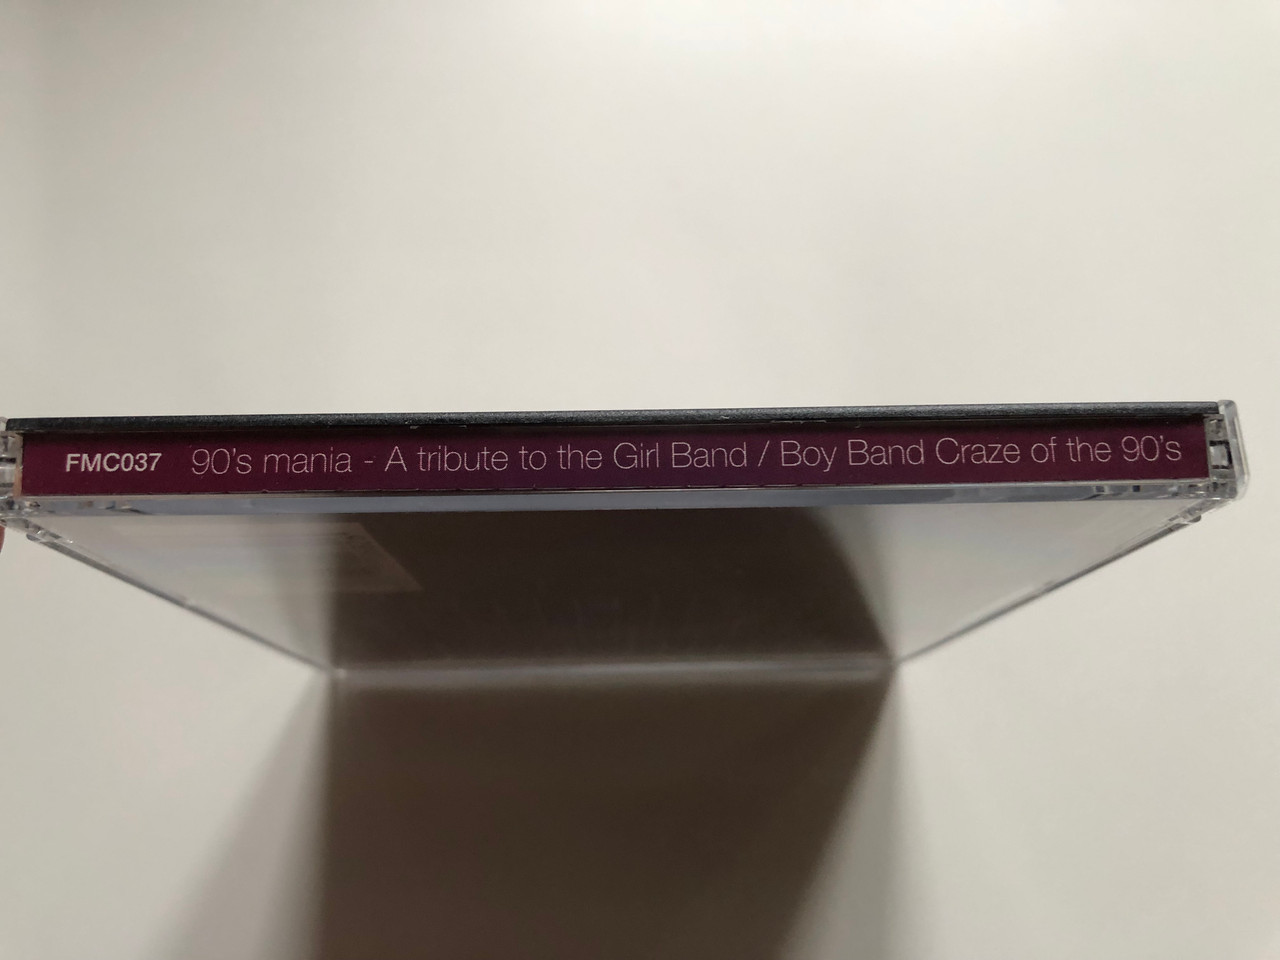 FMC037 90's mania - A tribute to the Girl Band / Boy Band Craze of the 90's